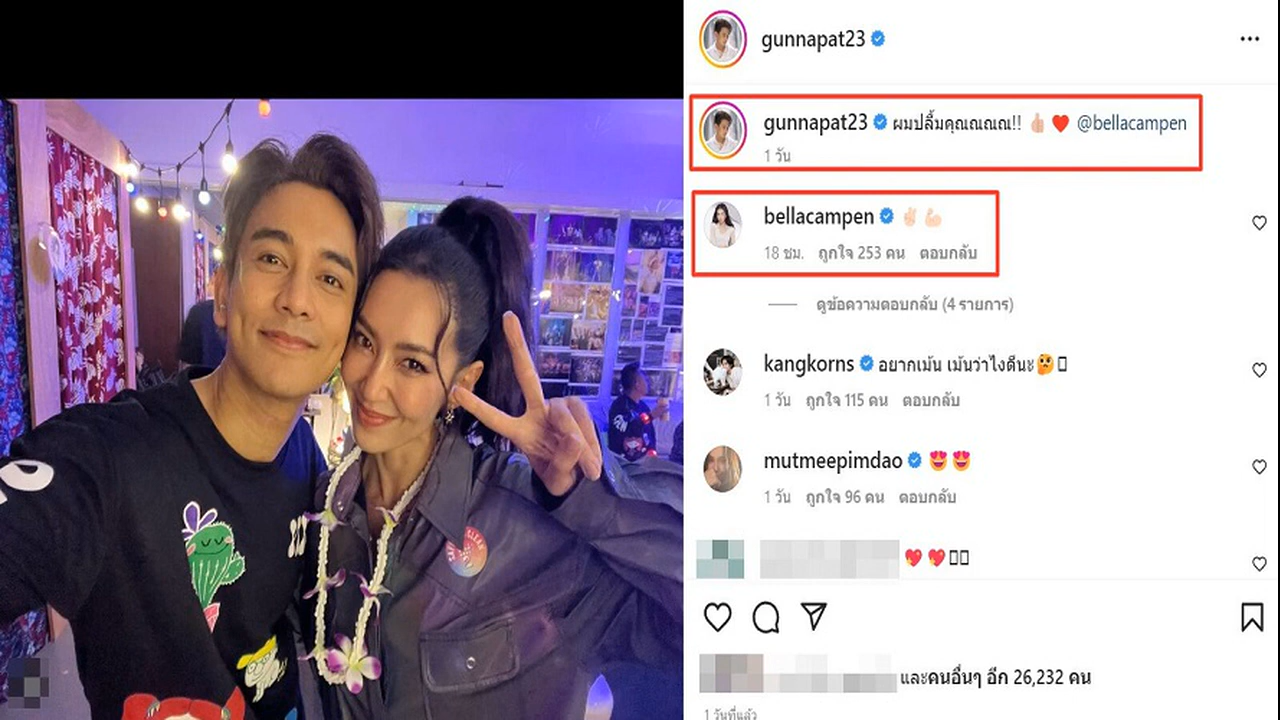 gunnapat23
gunnapat23 ผมปลื้มคุณณณณ!! 👍🏻 ❤️ @bellacampen
1 วัน
bellacampen ✌🏻💪🏻
18 ชม. ถูกใจ 253 คน ตอบกลับ
ดูข้อความตอบกลับ (4 รายการ)
kangkorns อยากเม้น เม้นว่าไงดีนะ🤔
1 วัน ถูกใจ 115 คน ตอบกลับ
mutmeepimdao 😍😍
1 วัน ถูกใจ 96 คน ตอบกลับ
💖💖
และคนอื่นๆ อีก 26,232 คน
1 วันที่แล้ว